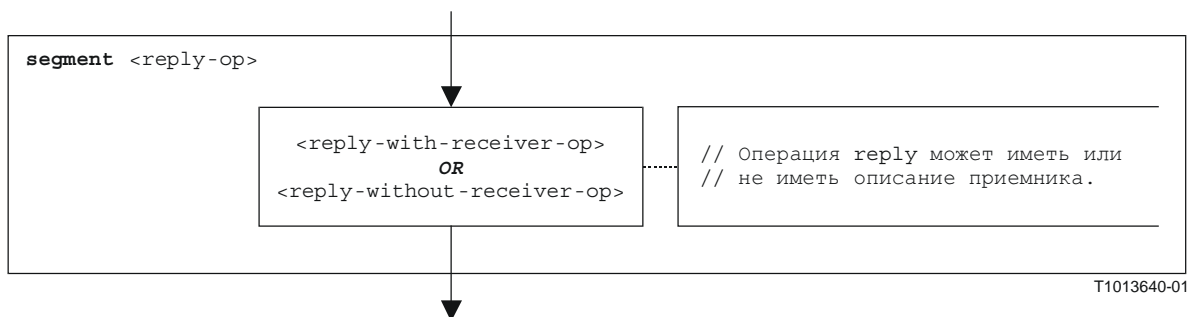 segment <reply-op>
<reply-with-receiver-op>
OR
<reply-without-receiver-op>
// Операция reply может иметь или
// не иметь описание приемника.
T1013640-01